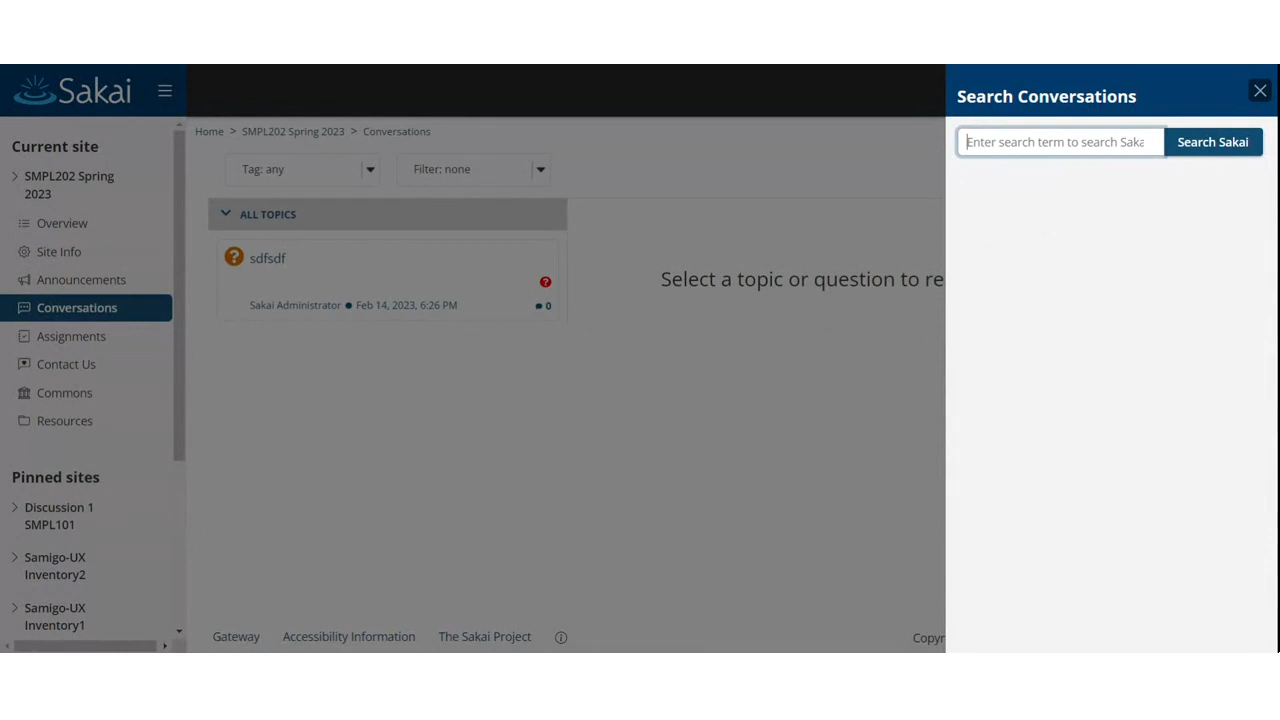 Sakai
Search Conversations
Home > SMPL202 Spring 2023 > Conversations
Enter search term to search Saka
Search Sakai
Current site
SMPL202 Spring
2023
Overview
Site Info
Announcements
Conversations
Assignments
Contact Us
Commons
Resources
Pinned sites
Discussion 1
SMPL101
Samigo-UX
Inventory2
Samigo-UX
Inventory1
Tag: any
Filter: none
ALL TOPICS
sdfsdf
Sakai Administrator • Feb 14, 2023, 6:26 PM
0
Select a topic or question to re
Gateway
Accessibility Information
The Sakai Project
Copyr